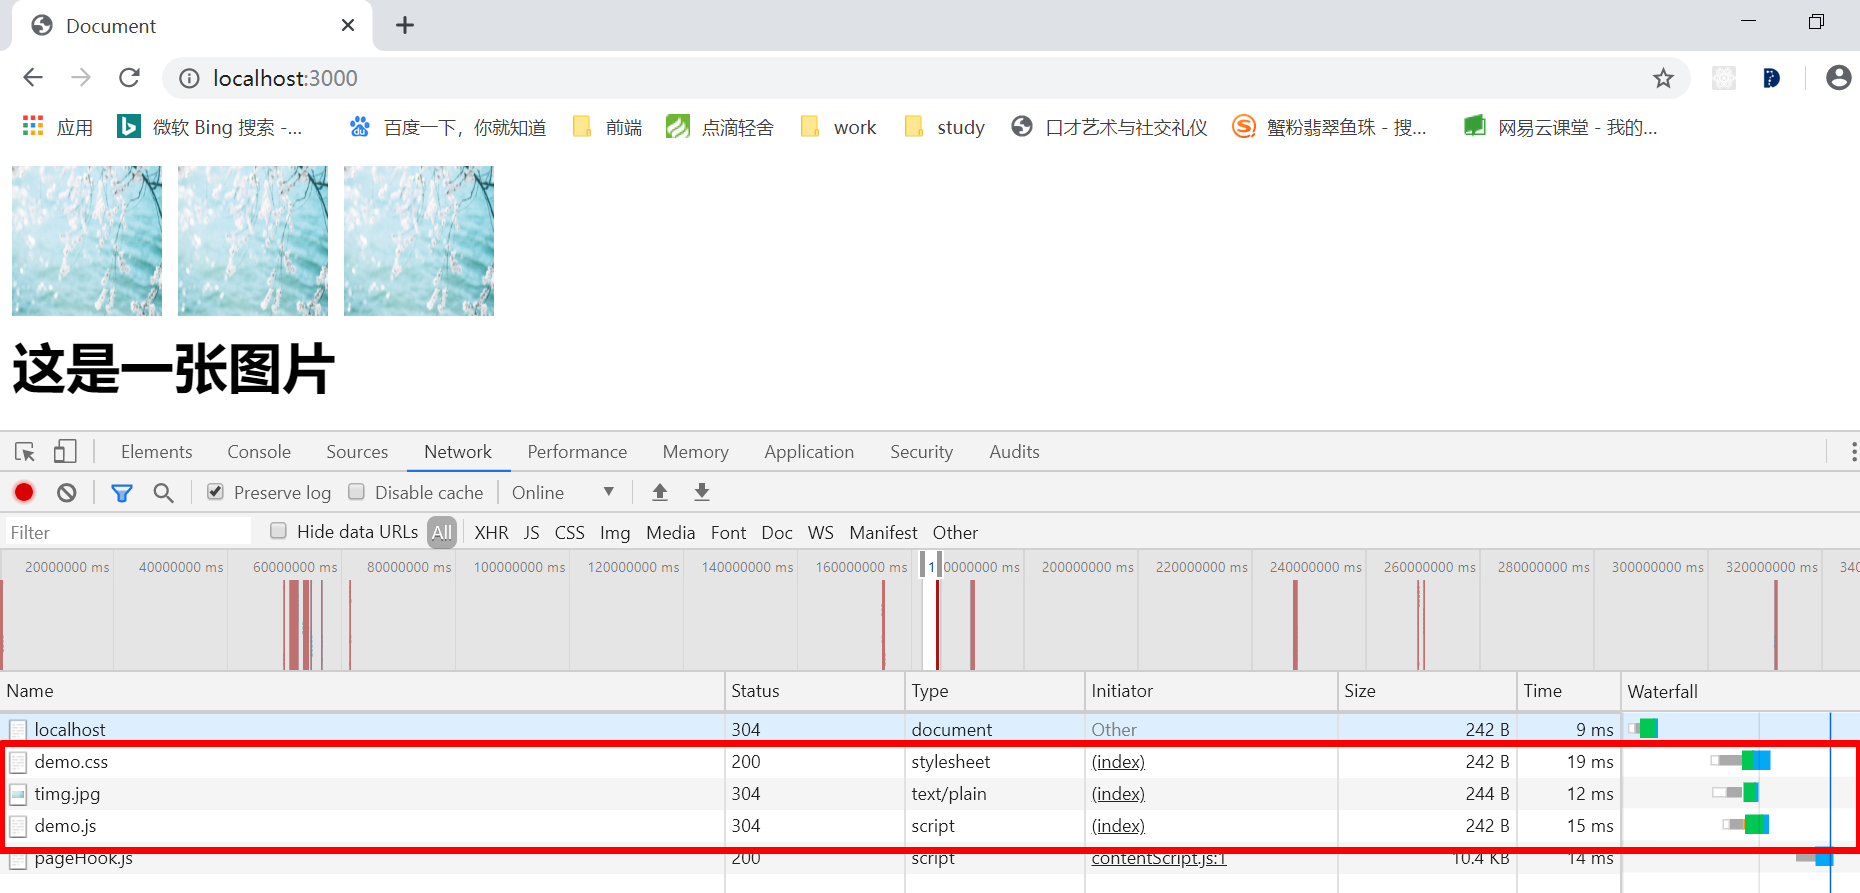 Document
localhost:3000
应用 微软 Bing 搜索 -... 百度一下，你就知道 前端 点滴轻舍 work study 口才艺术与社交礼仪 蟹粉翡翠鱼珠 - 搜... 网易云课堂 - 我的...
这是一张图片
Elements Console Sources Network Performance Memory Application Security Audits
Preserve log Disable cache Online
Filter Hide data URLs All XHR JS CSS Img Media Font Doc WS Manifest Other
20000000 ms 40000000 ms 60000000 ms 80000000 ms 100000000 ms 120000000 ms 140000000 ms 160000000 ms 1 0000000 ms 200000000 ms 220000000 ms 240000000 ms 260000000 ms 280000000 ms 300000000 ms 320000000 ms 340
Name Status Type Initiator Size Time Waterfall
localhost 304 document Other 242 B 9 ms
demo.css 200 stylesheet (index) 242 B 19 ms
timg.jpg 304 text/plain (index) 244 B 12 ms
demo.js 304 script (index) 242 B 15 ms
pageHook.js 200 script contentScript.js:1 10.4 KB 14 ms